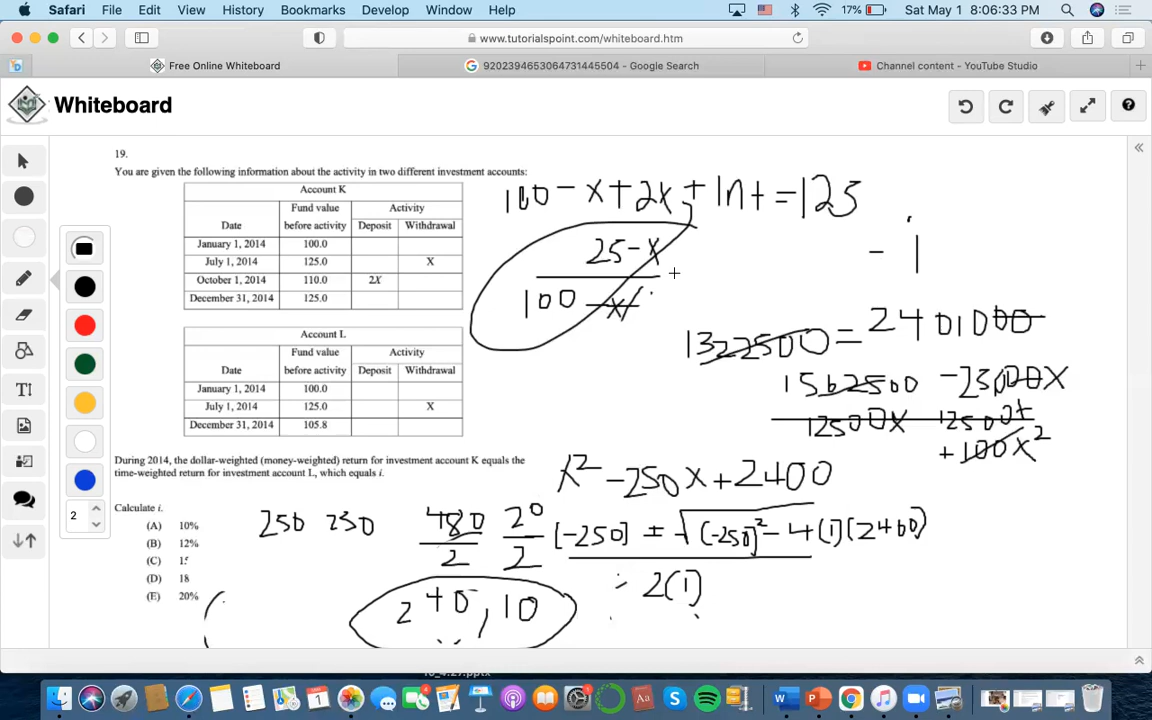 Safari File Edit View History Bookmarks Develop Window Help 17% Sat May 1 8:06:33 PM
www.tutorialspoint.com/whiteboard.htm
Free Online Whiteboard
9202394653064731445504 - Google Search
Channel content - YouTube Studio
Whiteboard
19.
You are given the following information about the activity in two different investment accounts:
Account K
Fund value Activity
Date before activity Deposit Withdrawal
January 1, 2014 100.0
July 1, 2014 125.0 X
October 1, 2014 110.0 2X
December 31, 2014 125.0
Account L
Fund value Activity
Date before activity Deposit Withdrawal
January 1, 2014 100.0
July 1, 2014 125.0 X
December 31, 2014 105.8
During 2014, the dollar-weighted (money-weighted) return for investment account K equals the
time-weighted return for investment account L, which equals i.
Calculate i.
(A) 10%
(B) 12%
(C)
(D) 18
(E) 20%
100 - x + 2x + Int = 125
25 - x
100
- 1
1322500 = 2401000
1562500 - 25000x
12500x
+100x²
x² - 250x + 2400
250 250
480 20
2 2
(-250) ± √(-250)² - 4(1)(2400)
2(1)
240, 10
2